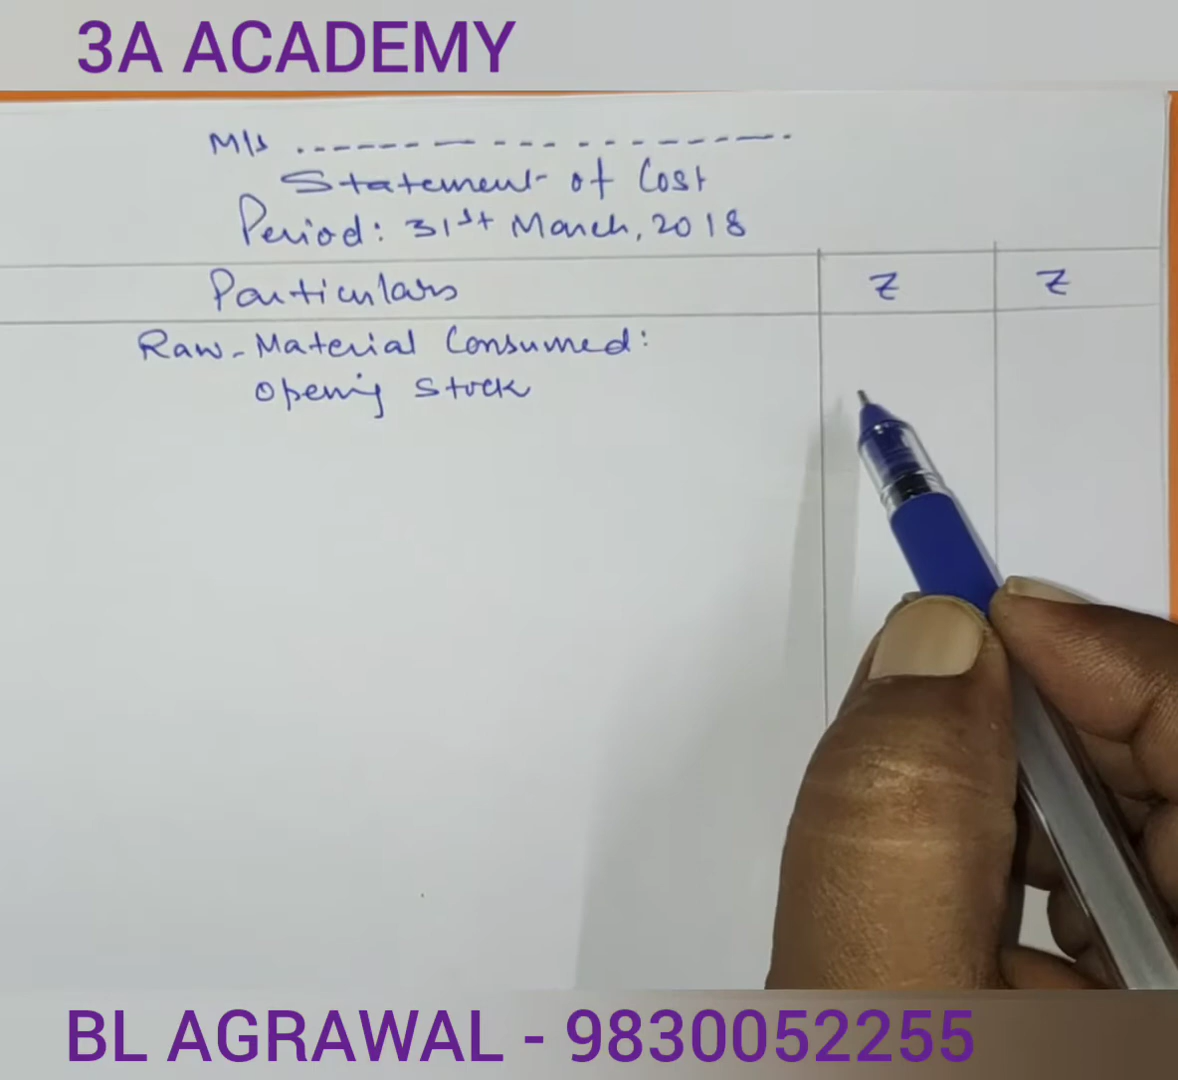 3A ACADEMY
M/s ....................
Statement of Cost
Period: 31st March, 2018
Particulars ₹ ₹
Raw-Material Consumed:
Opening Stock
BL AGRAWAL - 9830052255